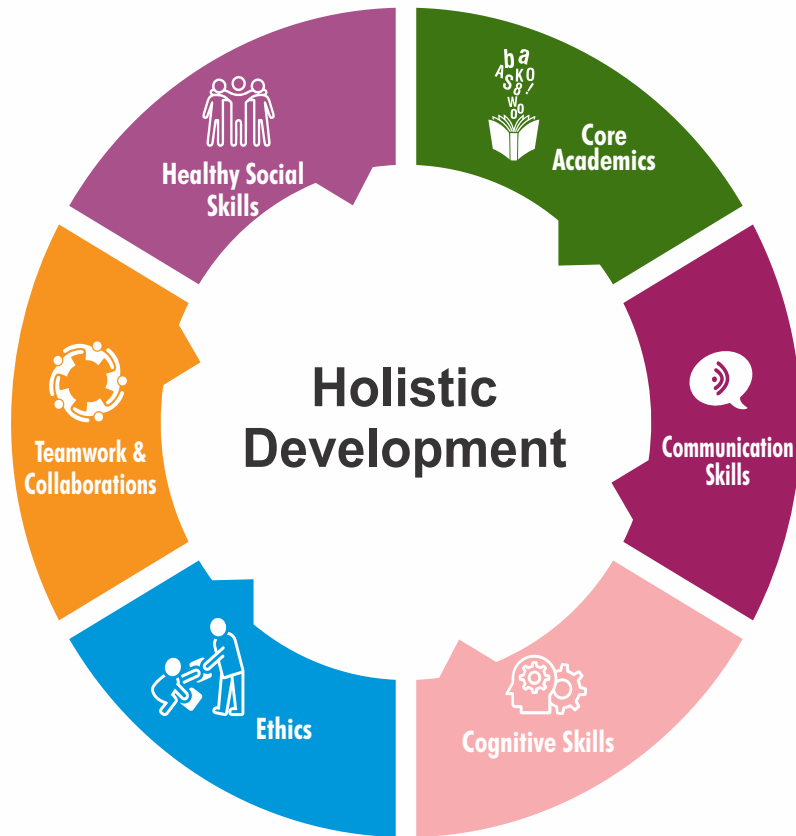 Core
Academics
Communication
Skills
Cognitive Skills
Ethics
Teamwork &
Collaborations
Healthy Social
Skills
Holistic
Development